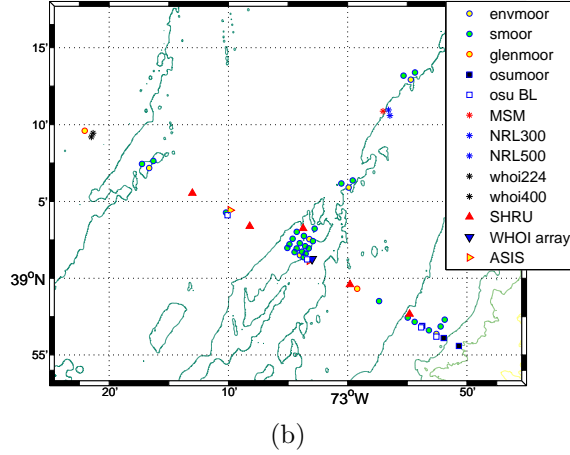 15'
10'
5'
39°N
55'
20'
10'
73°W
50'
envmoor
smoor
glenmoor
osumoor
osu BL
MSM
NRL300
NRL500
whoi224
whoi400
SHRU
WHOI array
ASIS
(b)